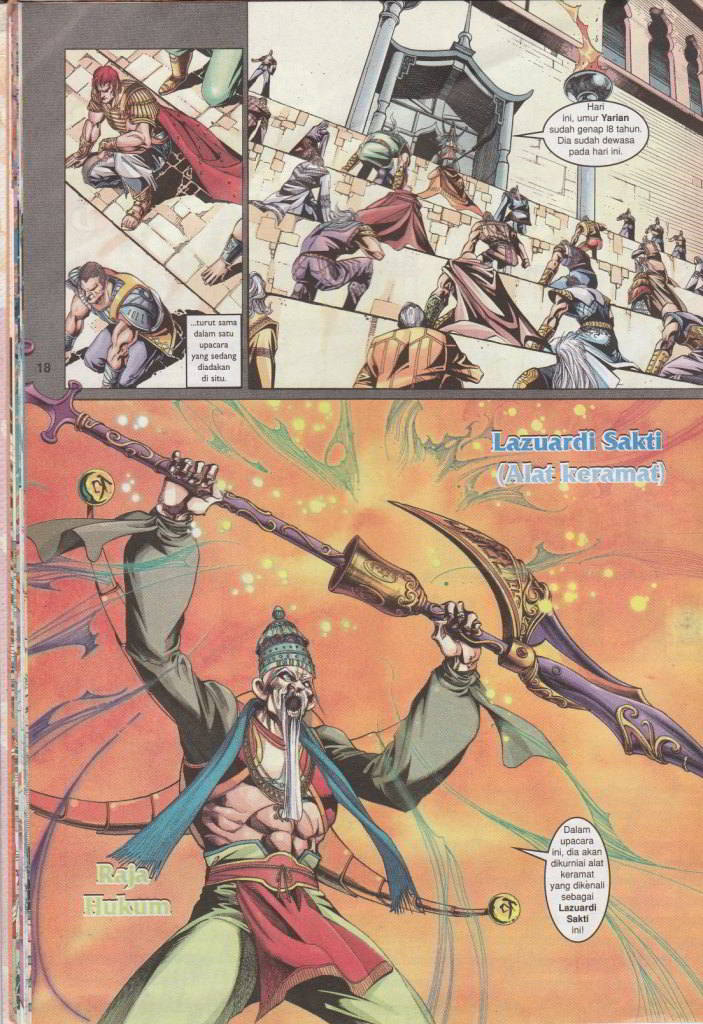 ...turut sama
dalam satu
upacara
yang sedang
diadakan
di situ.
Hari
ini, umur Yarian
sudah genap 18 tahun.
Dia sudah dewasa
pada hari ini.
18
Lazuardi Sakti
(Alat keramat)
Raja
Hukum
Dalam
upacara
ini, dia akan
dikurniai alat
keramat
yang dikenali
sebagai
Lazuardi
Sakti
ini!